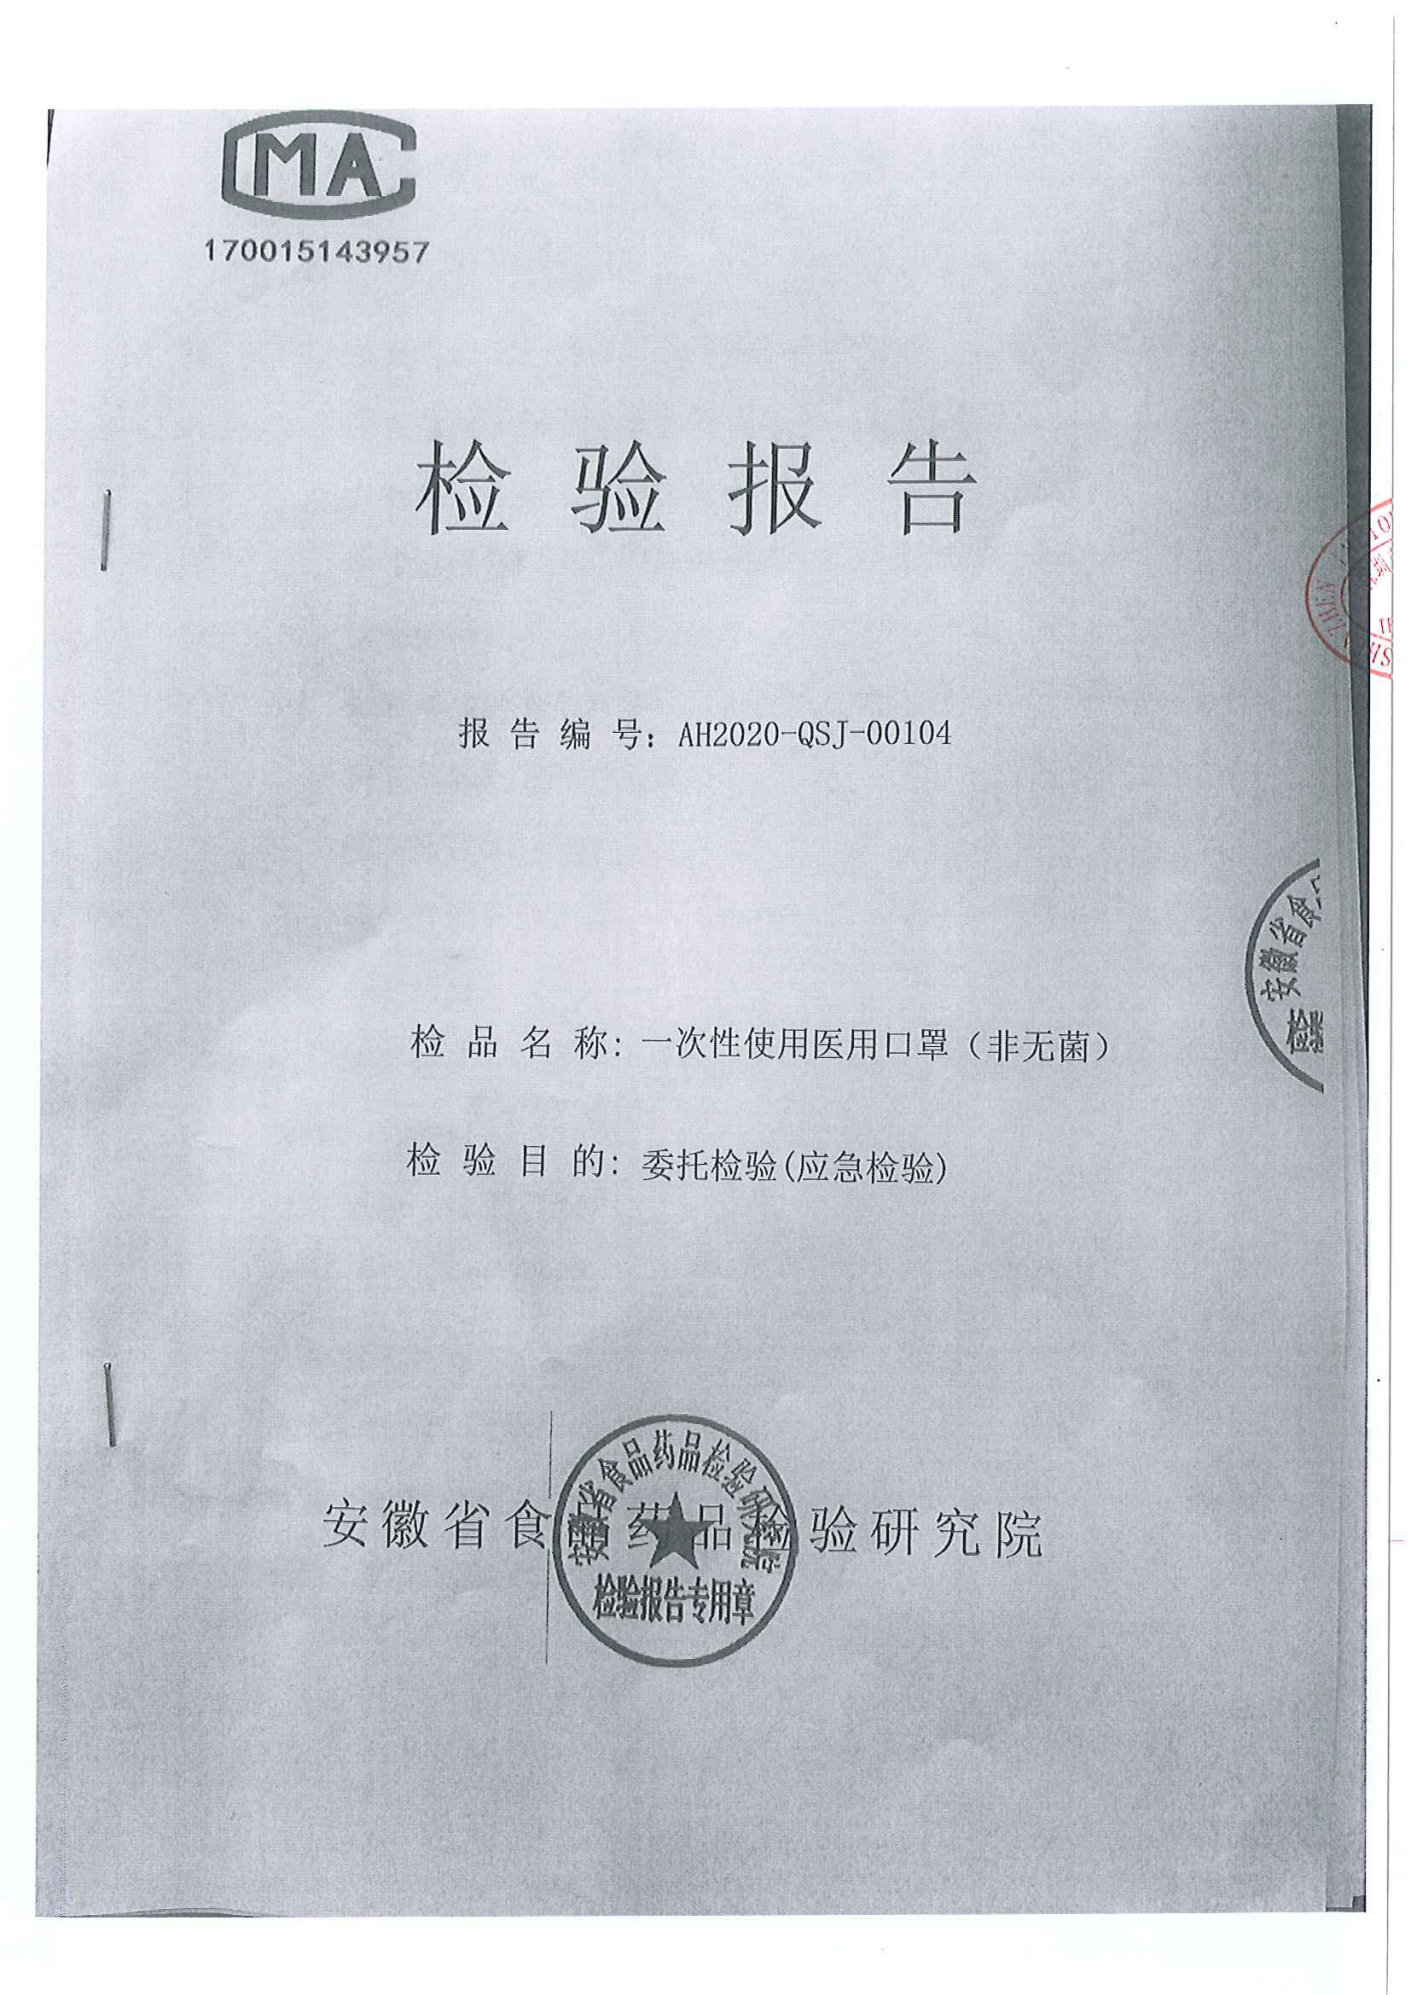 CMA
170015143957
检验报告
报告编号：AH2020-QSJ-00104
安徽省食
检验
检品名称：一次性使用医用口罩（非无菌）
检验目的：委托检验(应急检验)
安徽省食品药品检验研究院
安徽省食品药品检验研究院
检验报告专用章